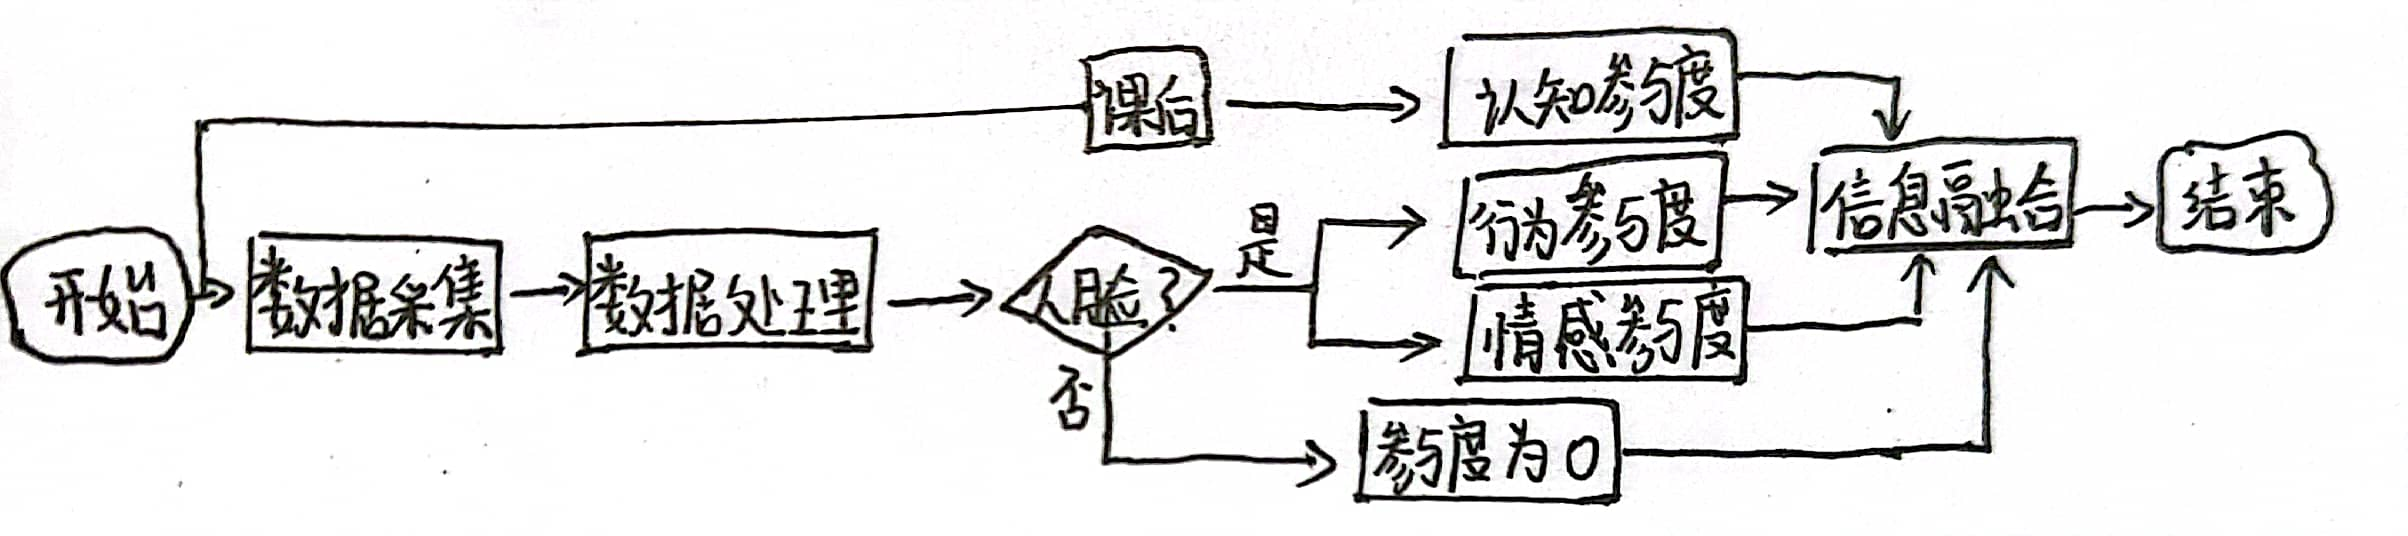 课后
认知参与度
行为参与度
信息融合
结束
是
开始
数据采集
数据处理
人脸?
情感参与度
否
参与度为0